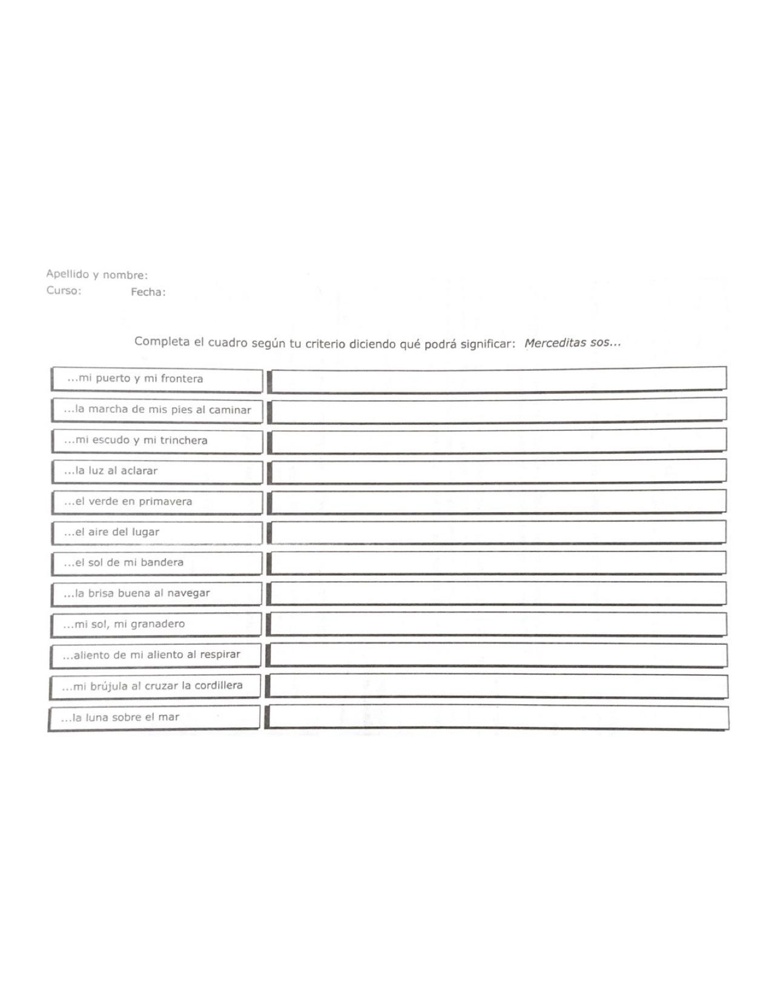 Apellido y nombre:
Curso: Fecha:
Completa el cuadro según tu criterio diciendo qué podrá significar: Merceditas sos...
...mi puerto y mi frontera
...la marcha de mis pies al caminar
...mi escudo y mi trinchera
...la luz al aclarar
...el verde en primavera
...el aire del lugar
...el sol de mi bandera
...la brisa buena al navegar
...mi sol, mi granadero
...aliento de mi aliento al respirar
...mi brújula al cruzar la cordillera
...la luna sobre el mar